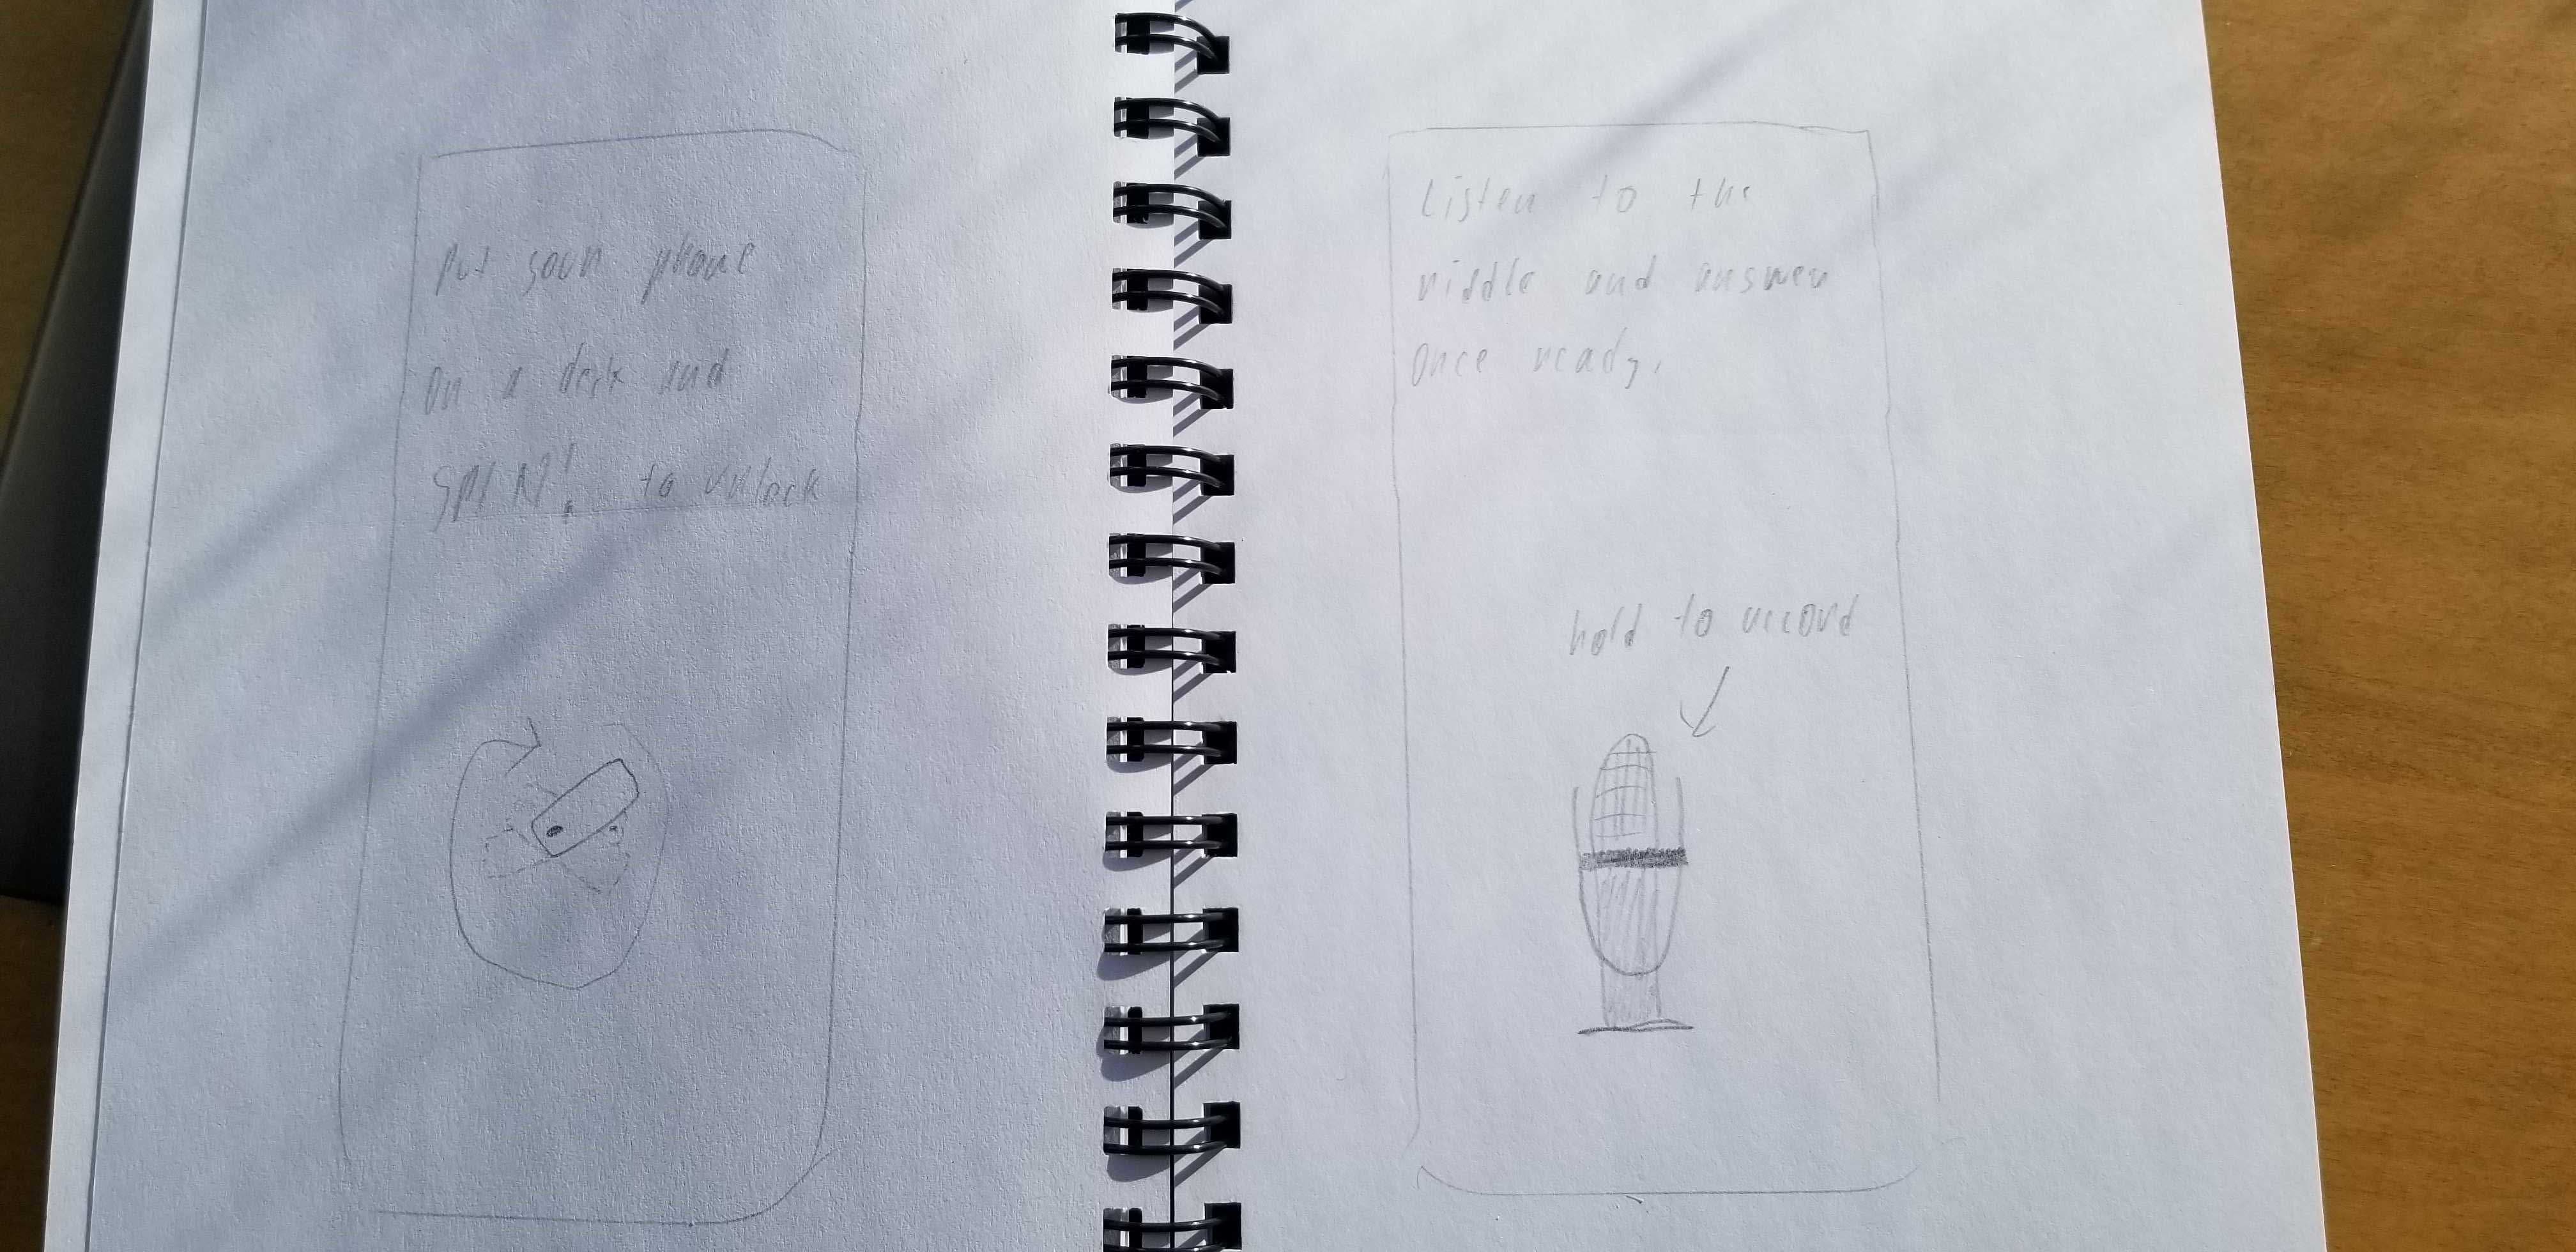 Put your phone
on a desk and
SPIN! to unlock
Listen to the
riddle and answer
once ready.
hold to record